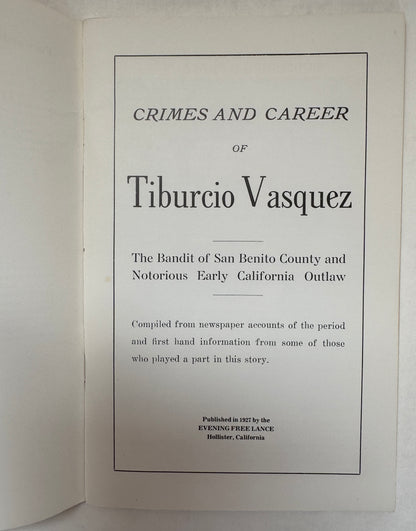 CRIMES AND CAREER
OF
Tiburcio Vasquez
The Bandit of San Benito County and
Notorious Early California Outlaw
Compiled from newspaper accounts of the period
and first hand information from some of those
who played a part in this story.
Published in 1927 by the
EVENING FREE LANCE
Hollister, California